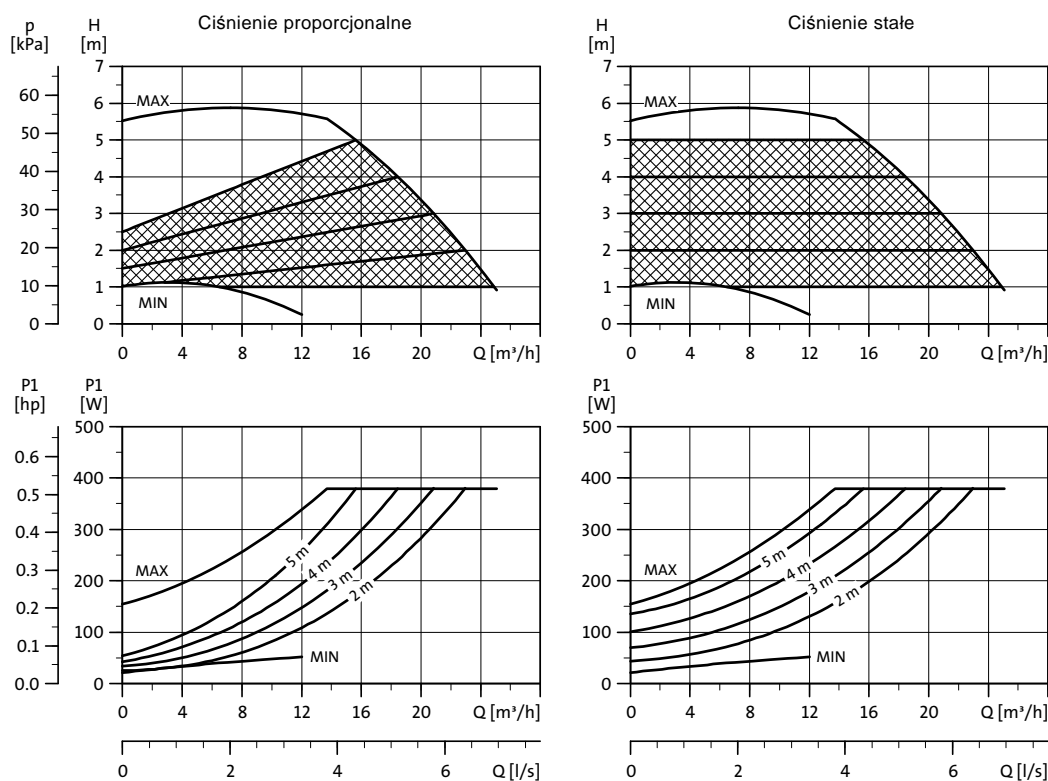 Ciśnienie proporcjonalne
Ciśnienie stałe
p
[kPa]
H
[m]
H
[m]
60
50
40
30
20
10
0
7
6
5
4
3
2
1
0
MAX
MIN
0 4 8 12 16 20 Q [m³/h]
7
6
5
4
3
2
1
0
MAX
MIN
0 4 8 12 16 20 Q [m³/h]
P1
[hp]
P1
[W]
P1
[W]
0.6
0.5
0.4
0.3
0.2
0.1
0.0
500
400
300
200
100
0
MAX
5 m
4 m
3 m
2 m
MIN
0 4 8 12 16 20 Q [m³/h]
0 2 4 6 Q [l/s]
500
400
300
200
100
0
MAX
5 m
4 m
3 m
2 m
MIN
0 4 8 12 16 20 Q [m³/h]
0 2 4 6 Q [l/s]